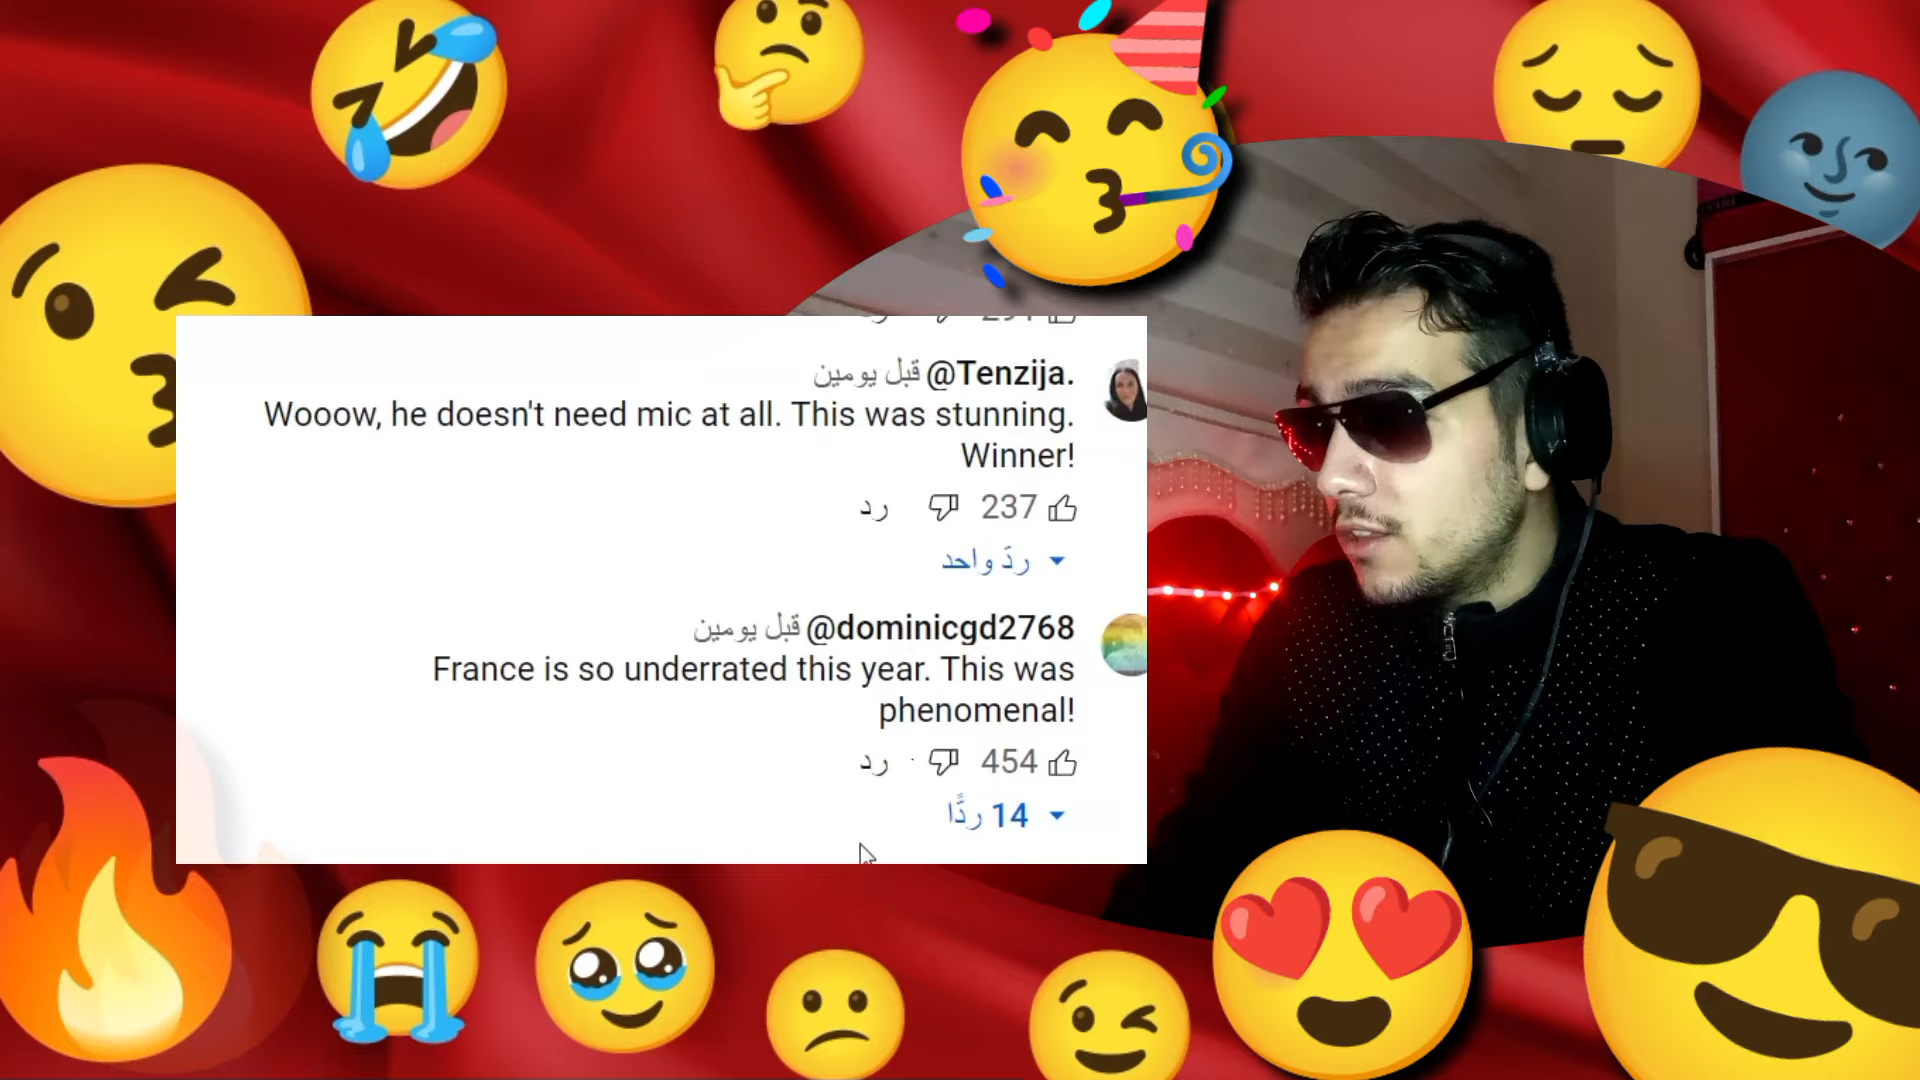 @Tenzija. قبل يومين
Wooow, he doesn't need mic at all. This was stunning.
Winner!
237 رد
ردّ واحد
@dominicgd2768 قبل يومين
France is so underrated this year. This was
phenomenal!
454 رد
14 ردًّا